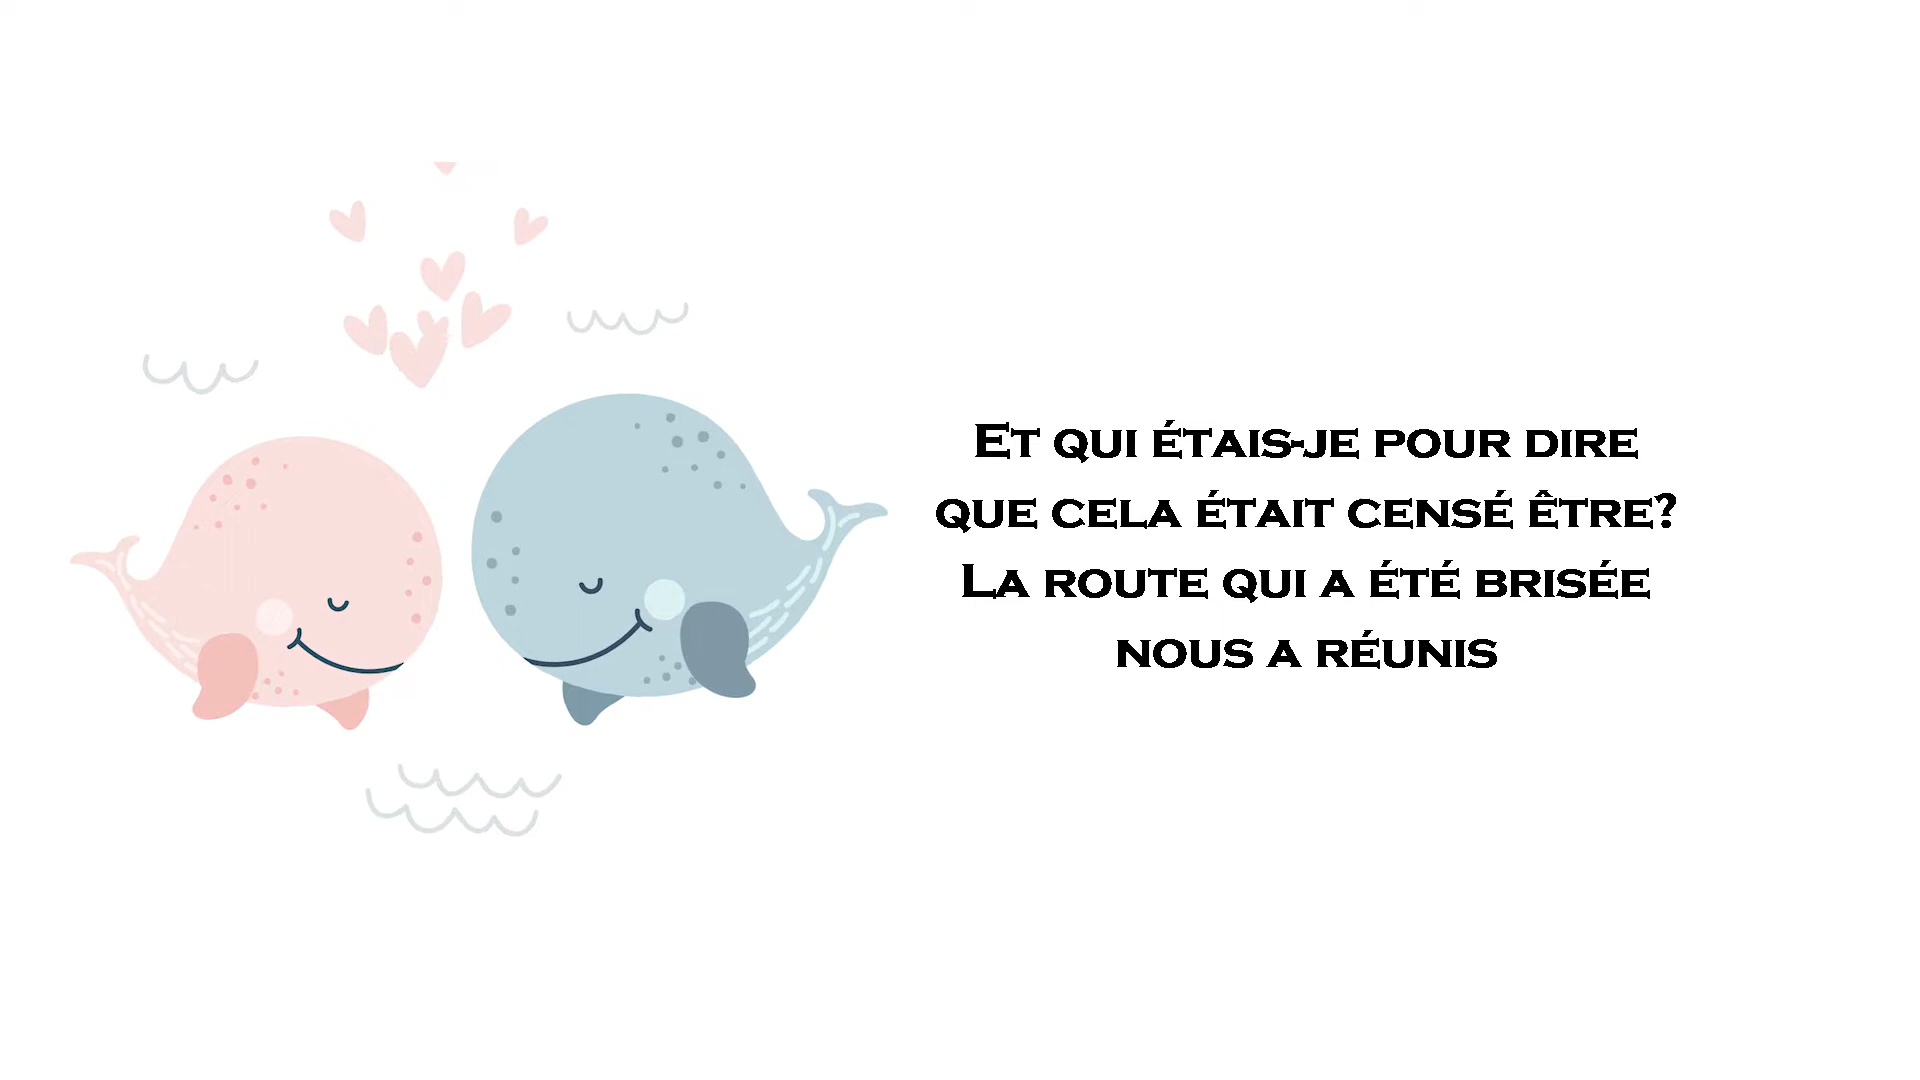 Et qui étais-je pour dire
que cela était censé être?
La route qui a été brisée
nous a réunis